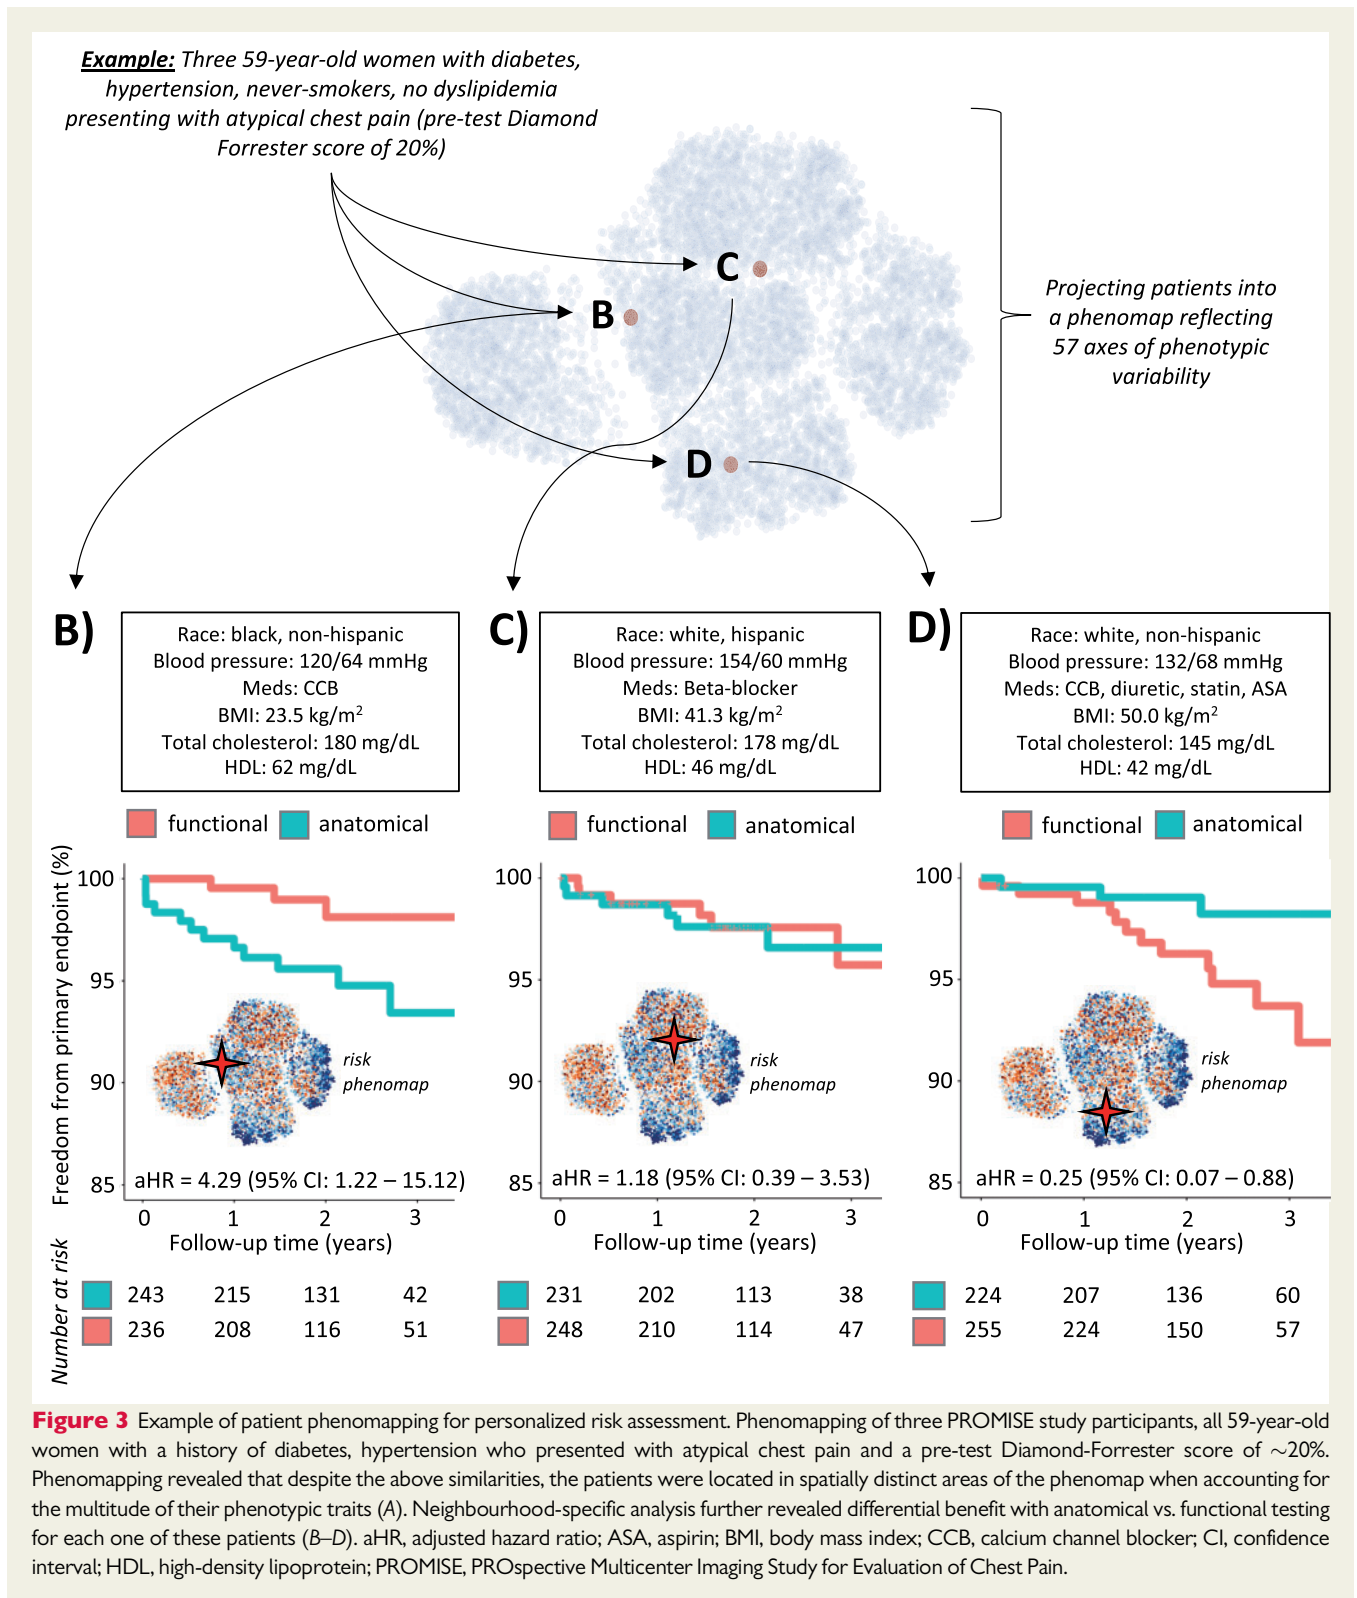 Example: Three 59-year-old women with diabetes,
hypertension, never-smokers, no dyslipidemia
presenting with atypical chest pain (pre-test Diamond
Forrester score of 20%)
C
B
D
Projecting patients into
a phenomap reflecting
57 axes of phenotypic
variability
B)
Race: black, non-hispanic
Blood pressure: 120/64 mmHg
Meds: CCB
BMI: 23.5 kg/m²
Total cholesterol: 180 mg/dL
HDL: 62 mg/dL
C)
Race: white, hispanic
Blood pressure: 154/60 mmHg
Meds: Beta-blocker
BMI: 41.3 kg/m²
Total cholesterol: 178 mg/dL
HDL: 46 mg/dL
D)
Race: white, non-hispanic
Blood pressure: 132/68 mmHg
Meds: CCB, diuretic, statin, ASA
BMI: 50.0 kg/m²
Total cholesterol: 145 mg/dL
HDL: 42 mg/dL
functional anatomical
functional anatomical
functional anatomical
Freedom from primary endpoint (%)
100
95
90
85
risk
phenomap
aHR = 4.29 (95% CI: 1.22 – 15.12)
0 1 2 3
Follow-up time (years)
100
95
90
85
risk
phenomap
aHR = 1.18 (95% CI: 0.39 – 3.53)
0 1 2 3
Follow-up time (years)
100
95
90
85
risk
phenomap
aHR = 0.25 (95% CI: 0.07 – 0.88)
0 1 2 3
Follow-up time (years)
Number at risk
243 215 131 42
236 208 116 51
231 202 113 38
248 210 114 47
224 207 136 60
255 224 150 57
Figure 3 Example of patient phenomapping for personalized risk assessment. Phenomapping of three PROMISE study participants, all 59-year-old
women with a history of diabetes, hypertension who presented with atypical chest pain and a pre-test Diamond-Forrester score of ~20%.
Phenomapping revealed that despite the above similarities, the patients were located in spatially distinct areas of the phenomap when accounting for
the multitude of their phenotypic traits (A). Neighbourhood-specific analysis further revealed differential benefit with anatomical vs. functional testing
for each one of these patients (B–D). aHR, adjusted hazard ratio; ASA, aspirin; BMI, body mass index; CCB, calcium channel blocker; CI, confidence
interval; HDL, high-density lipoprotein; PROMISE, PROspective Multicenter Imaging Study for Evaluation of Chest Pain.